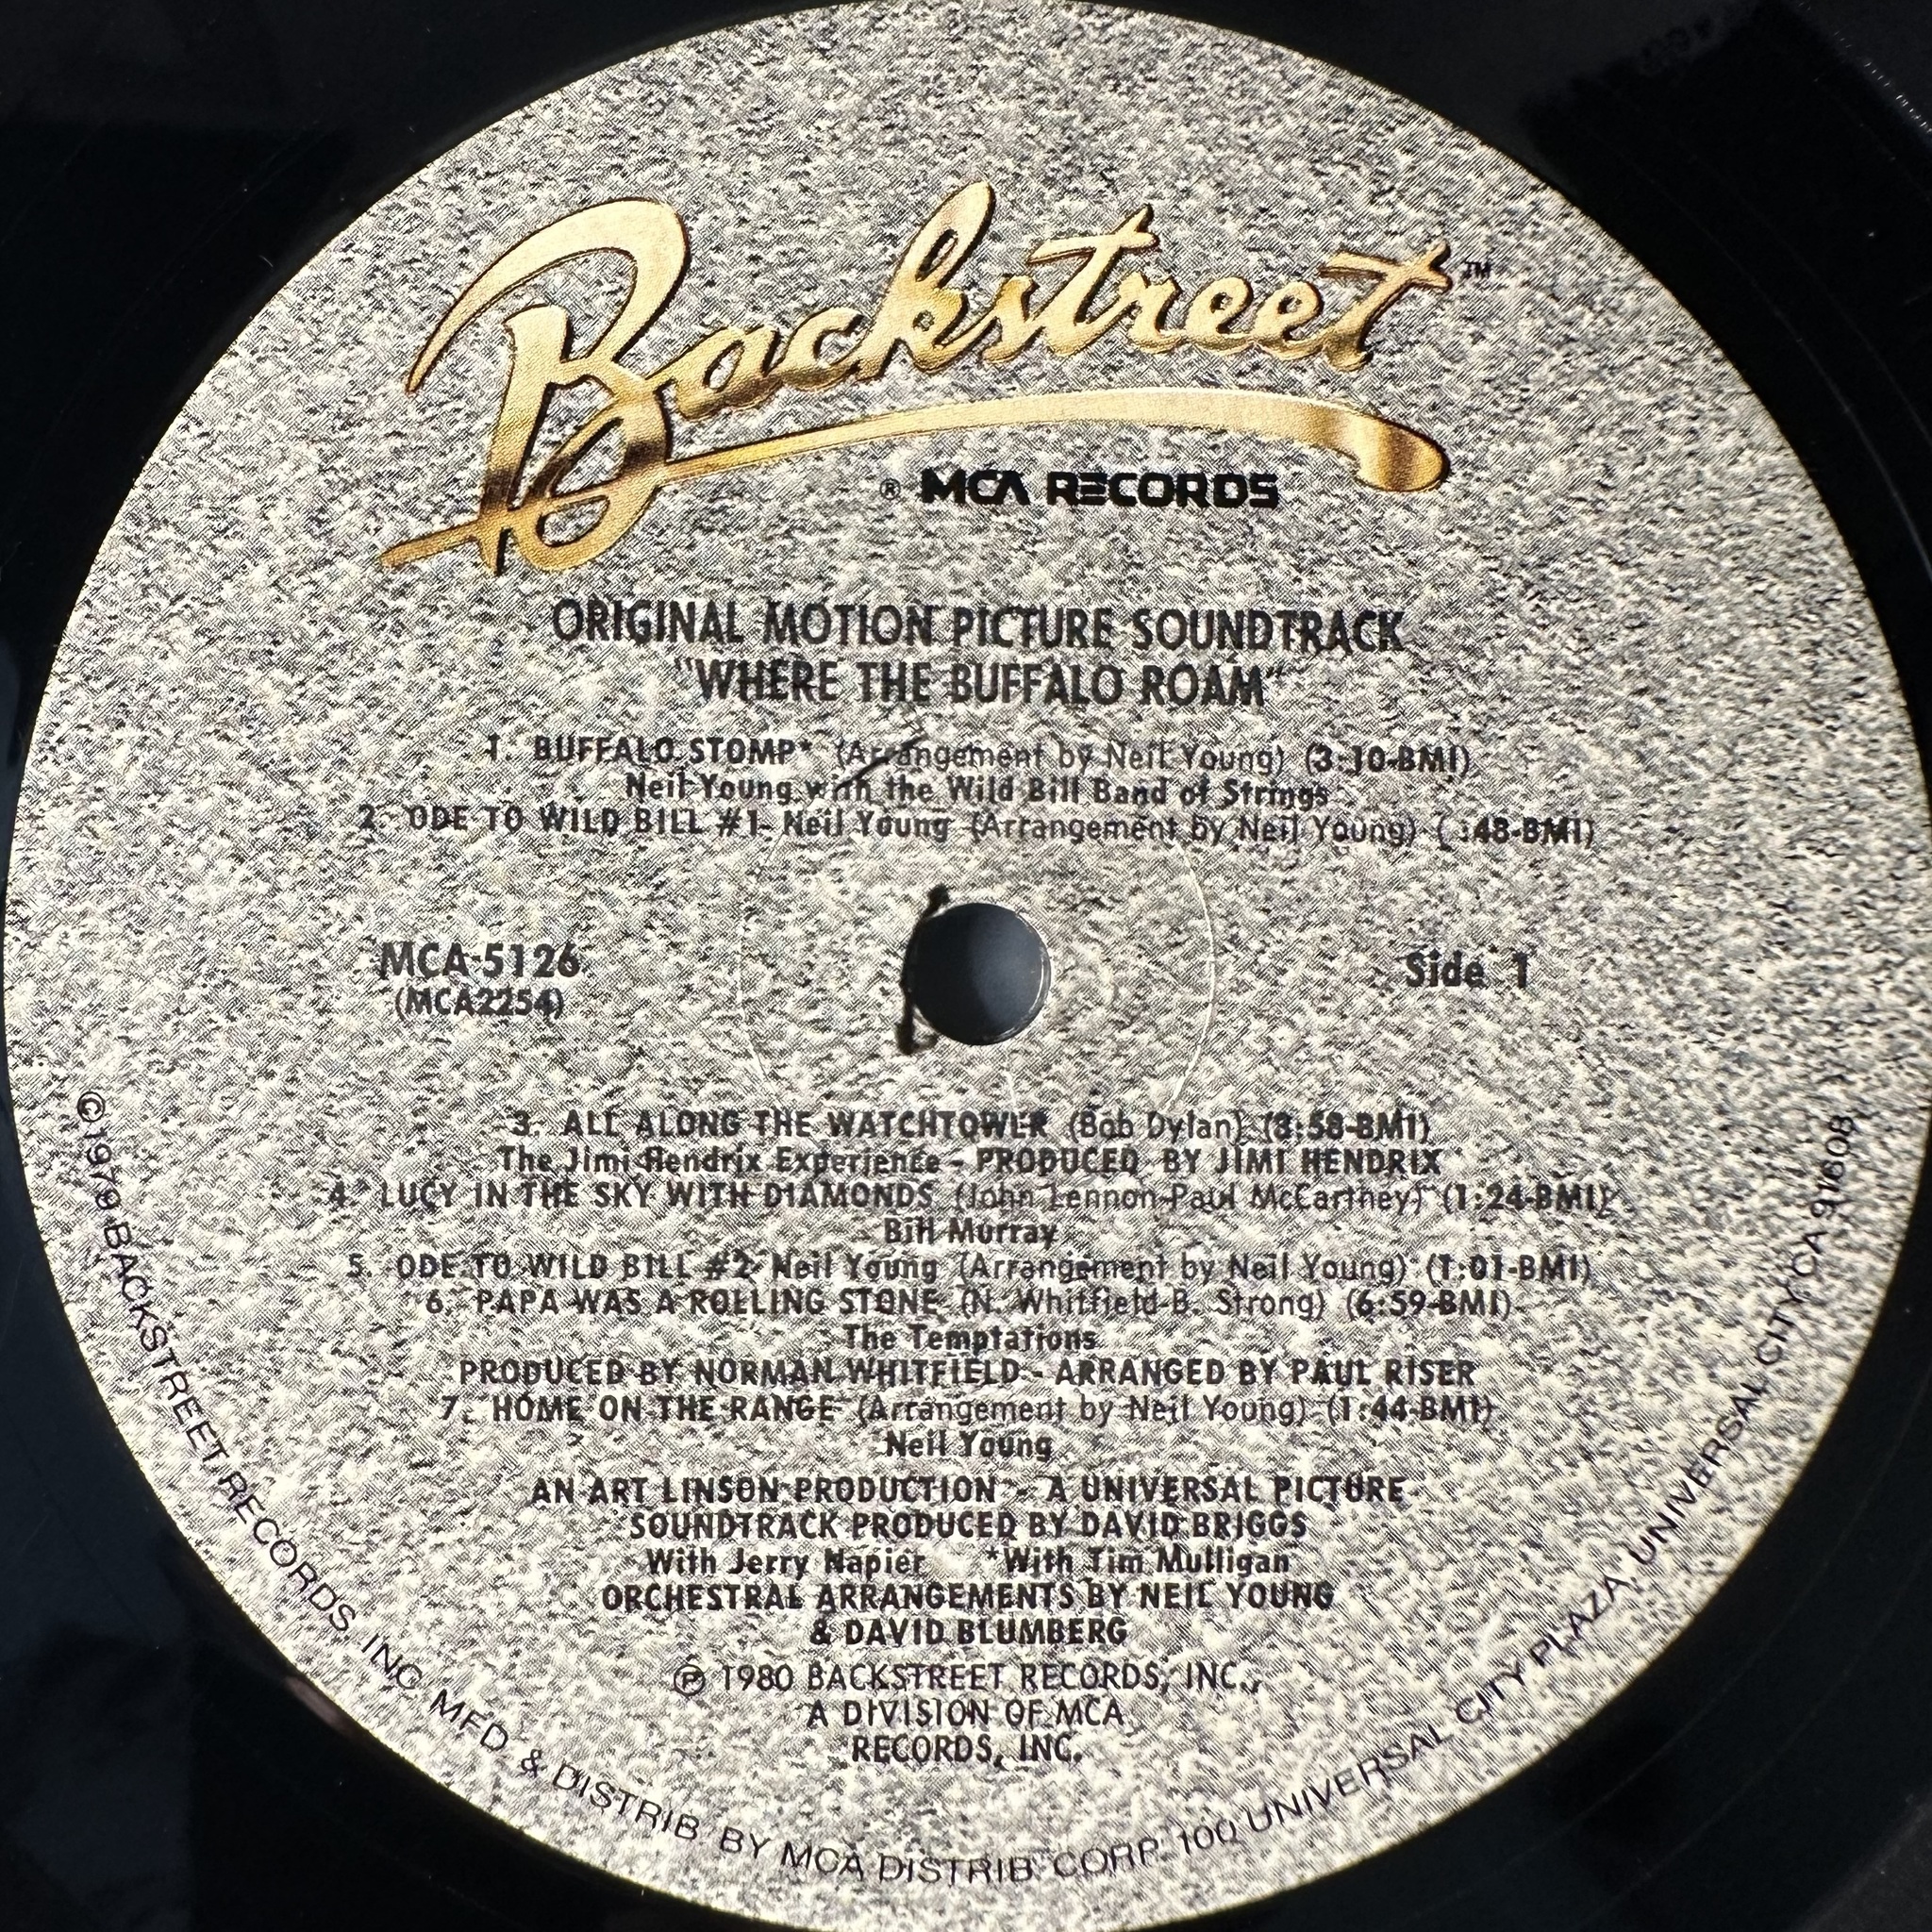 Backstreet™
® MCA RECORDS
ORIGINAL MOTION PICTURE SOUNDTRACK
"WHERE THE BUFFALO ROAM"
1. BUFFALO STOMP* (Arrangement by Neil Young) (3:10-BMI)
Neil Young with the Wild Bill Band of Strings
2. ODE TO WILD BILL #1- Neil Young (Arrangement by Neil Young) ( :48-BMI)
MCA-5126
(MCA2254)
Side 1
3. ALL ALONG THE WATCHTOWER (Bob Dylan) (3:58-BMI)
The Jimi Hendrix Experience - PRODUCED BY JIMI HENDRIX
4. LUCY IN THE SKY WITH DIAMONDS (John Lennon-Paul McCartney) (1:24-BMI)
Bill Murray
5. ODE TO WILD BILL #2- Neil Young (Arrangement by Neil Young) (1:01-BMI)
6. PAPA WAS A ROLLING STONE (N. Whitfield-B. Strong) (6:59-BMI)
The Temptations
PRODUCED BY NORMAN WHITFIELD - ARRANGED BY PAUL RISER
7. HOME ON THE RANGE (Arrangement by Neil Young) (1:44-BMI)
Neil Young
AN ART LINSON PRODUCTION - A UNIVERSAL PICTURE
SOUNDTRACK PRODUCED BY DAVID BRIGGS
With Jerry Napier *With Tim Mulligan
ORCHESTRAL ARRANGEMENTS BY NEIL YOUNG
& DAVID BLUMBERG
℗ 1980 BACKSTREET RECORDS, INC.,
A DIVISION OF MCA
RECORDS, INC.
©1979 BACKSTREET RECORDS, INC MFD & DISTRIB BY MCA DISTRIB CORP 100 UNIVERSAL CITY PLAZA, UNIVERSAL CITY CA 91608